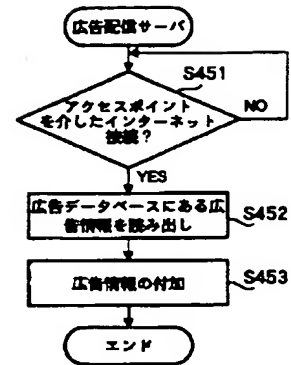 広告配信サーバ
S451
アクセスポイント
を介したインターネット
接続？
NO
YES
広告データベースにある広
告情報を読み出し
S452
広告情報の付加
S453
エンド